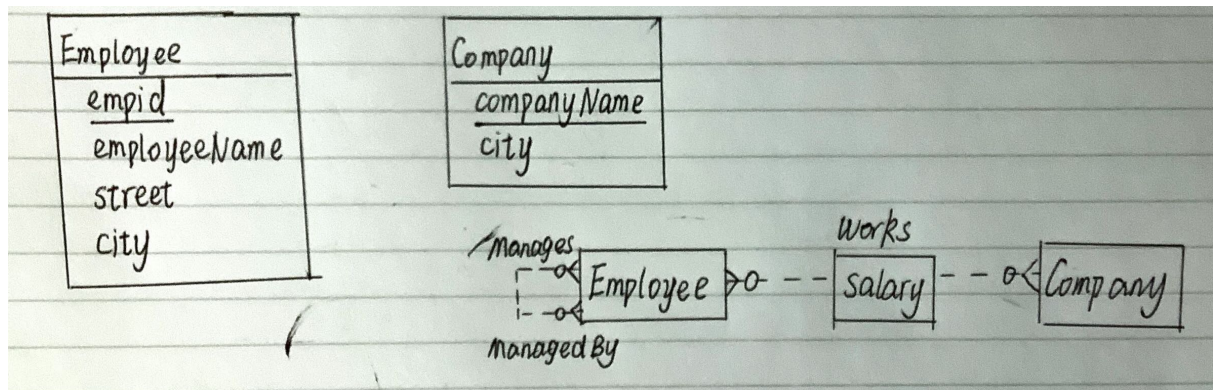 Employee
empid
employeeName
street
city
Company
companyName
city
Works
Manages
Employee
salary
Company
ManagedBy